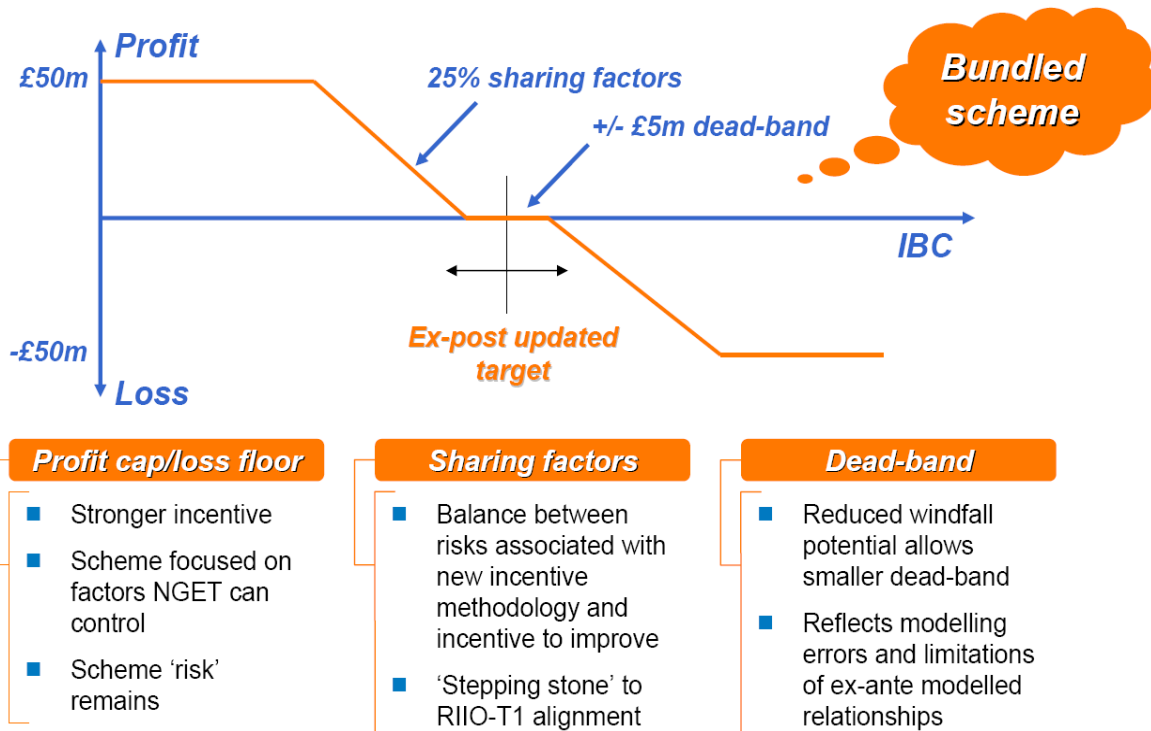 Profit
£50m
25% sharing factors
+/- £5m dead-band
Bundled
scheme
IBC
Ex-post updated
target
-£50m
Loss
Profit cap/loss floor
Stronger incentive
Scheme focused on
factors NGET can
control
Scheme ‘risk’
remains
Sharing factors
Balance between
risks associated with
new incentive
methodology and
incentive to improve
‘Stepping stone’ to
RIIO-T1 alignment
Dead-band
Reduced windfall
potential allows
smaller dead-band
Reflects modelling
errors and limitations
of ex-ante modelled
relationships